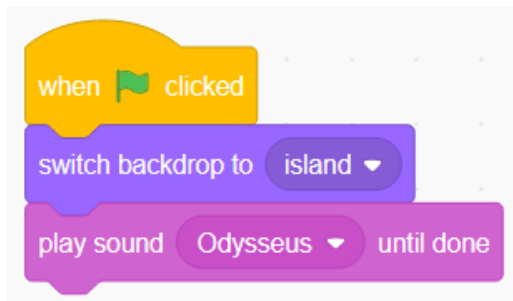 when clicked
switch backdrop to island
play sound Odysseus until done